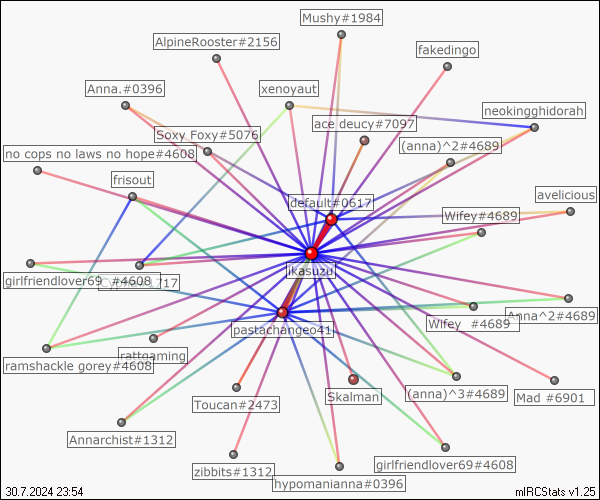 Mushy#1984
AlpineRooster#2156
fakedingo
Anna.#0396
xenoyaut
neokingghidorah
ace deucy#7097
Soxy Foxy#5076
(anna)^2#4689
no cops no laws no hope#4608
frisout
default#0617
avelicious
Wifey#4689
ikasuzu
girlfriendlover69 #4608
1717
Anna^2#4689
Wifey #4689
pastachangeo41
rattgaming
ramshackle gorey#4608
(anna)^3#4689
Mad #6901
Skalman
Toucan#2473
Annarchist#1312
girlfriendlover69#4608
zibbits#1312
hypomanianna#0396
30.7.2024 23:54
mIRCStats v1.25